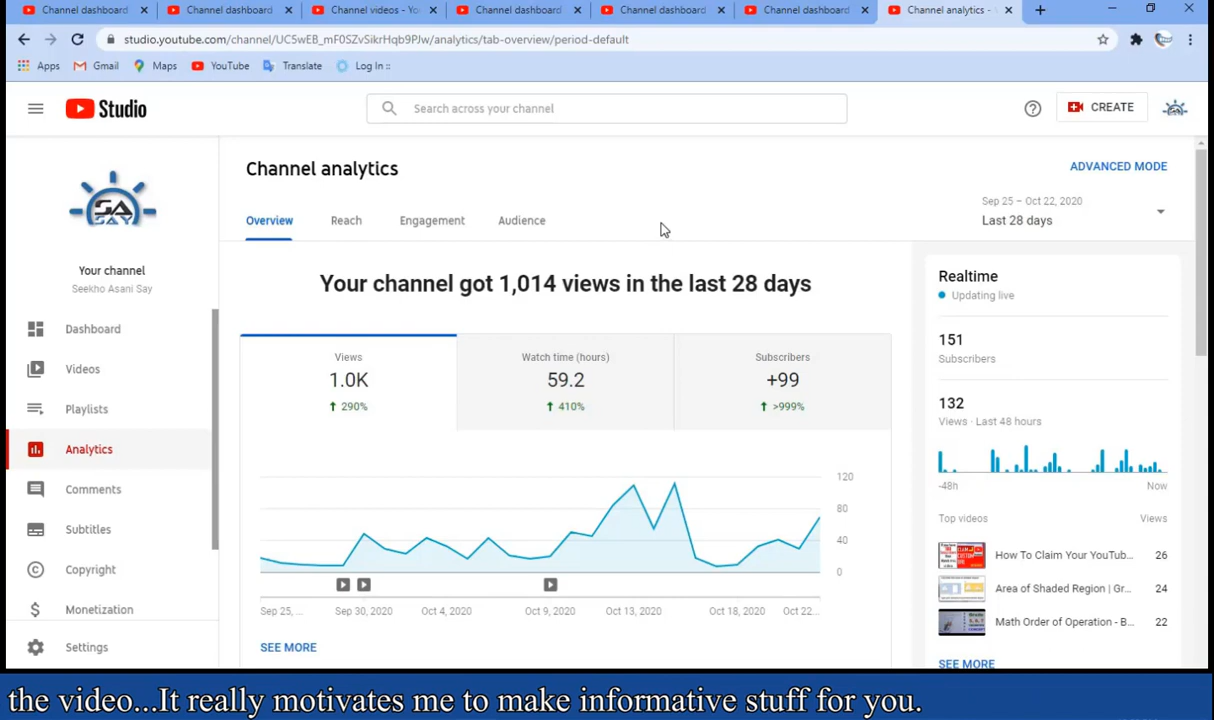 Channel dashboard
Channel dashboard
Channel videos - Yo
Channel dashboard
Channel dashboard
Channel dashboard
Channel analytics -
studio.youtube.com/channel/UC5wEB_mF0SZvSikrHqb9PJw/analytics/tab-overview/period-default
Apps Gmail Maps YouTube Translate Log In ::
Studio
Search across your channel
CREATE
Channel analytics
ADVANCED MODE
Overview Reach Engagement Audience
Sep 25 – Oct 22, 2020
Last 28 days
SAY
Your channel
Seekho Asani Say
Dashboard
Videos
Playlists
Analytics
Comments
Subtitles
Copyright
Monetization
Settings
Your channel got 1,014 views in the last 28 days
Views
1.0K
290%
Watch time (hours)
59.2
410%
Subscribers
+99
>999%
120
80
40
0
Sep 25, ... Sep 30, 2020 Oct 4, 2020 Oct 9, 2020 Oct 13, 2020 Oct 18, 2020 Oct 22...
SEE MORE
Realtime
Updating live
151
Subscribers
132
Views · Last 48 hours
-48h Now
Top videos Views
How To Claim Your YouTub... 26
Area of Shaded Region | Gr... 24
Math Order of Operation - B... 22
SEE MORE
the video...It really motivates me to make informative stuff for you.